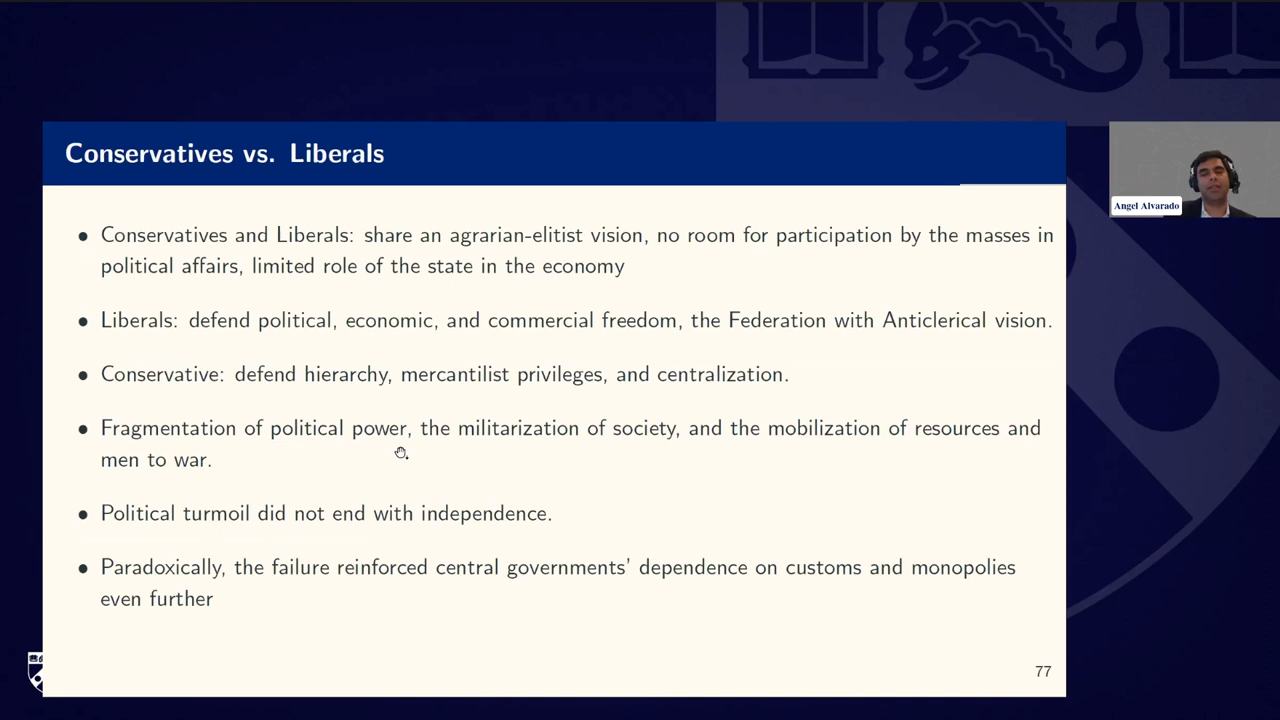 Conservatives vs. Liberals
Angel Alvarado
• Conservatives and Liberals: share an agrarian-elitist vision, no room for participation by the masses in
political affairs, limited role of the state in the economy
• Liberals: defend political, economic, and commercial freedom, the Federation with Anticlerical vision.
• Conservative: defend hierarchy, mercantilist privileges, and centralization.
• Fragmentation of political power, the militarization of society, and the mobilization of resources and
men to war.
• Political turmoil did not end with independence.
• Paradoxically, the failure reinforced central governments' dependence on customs and monopolies
even further
77